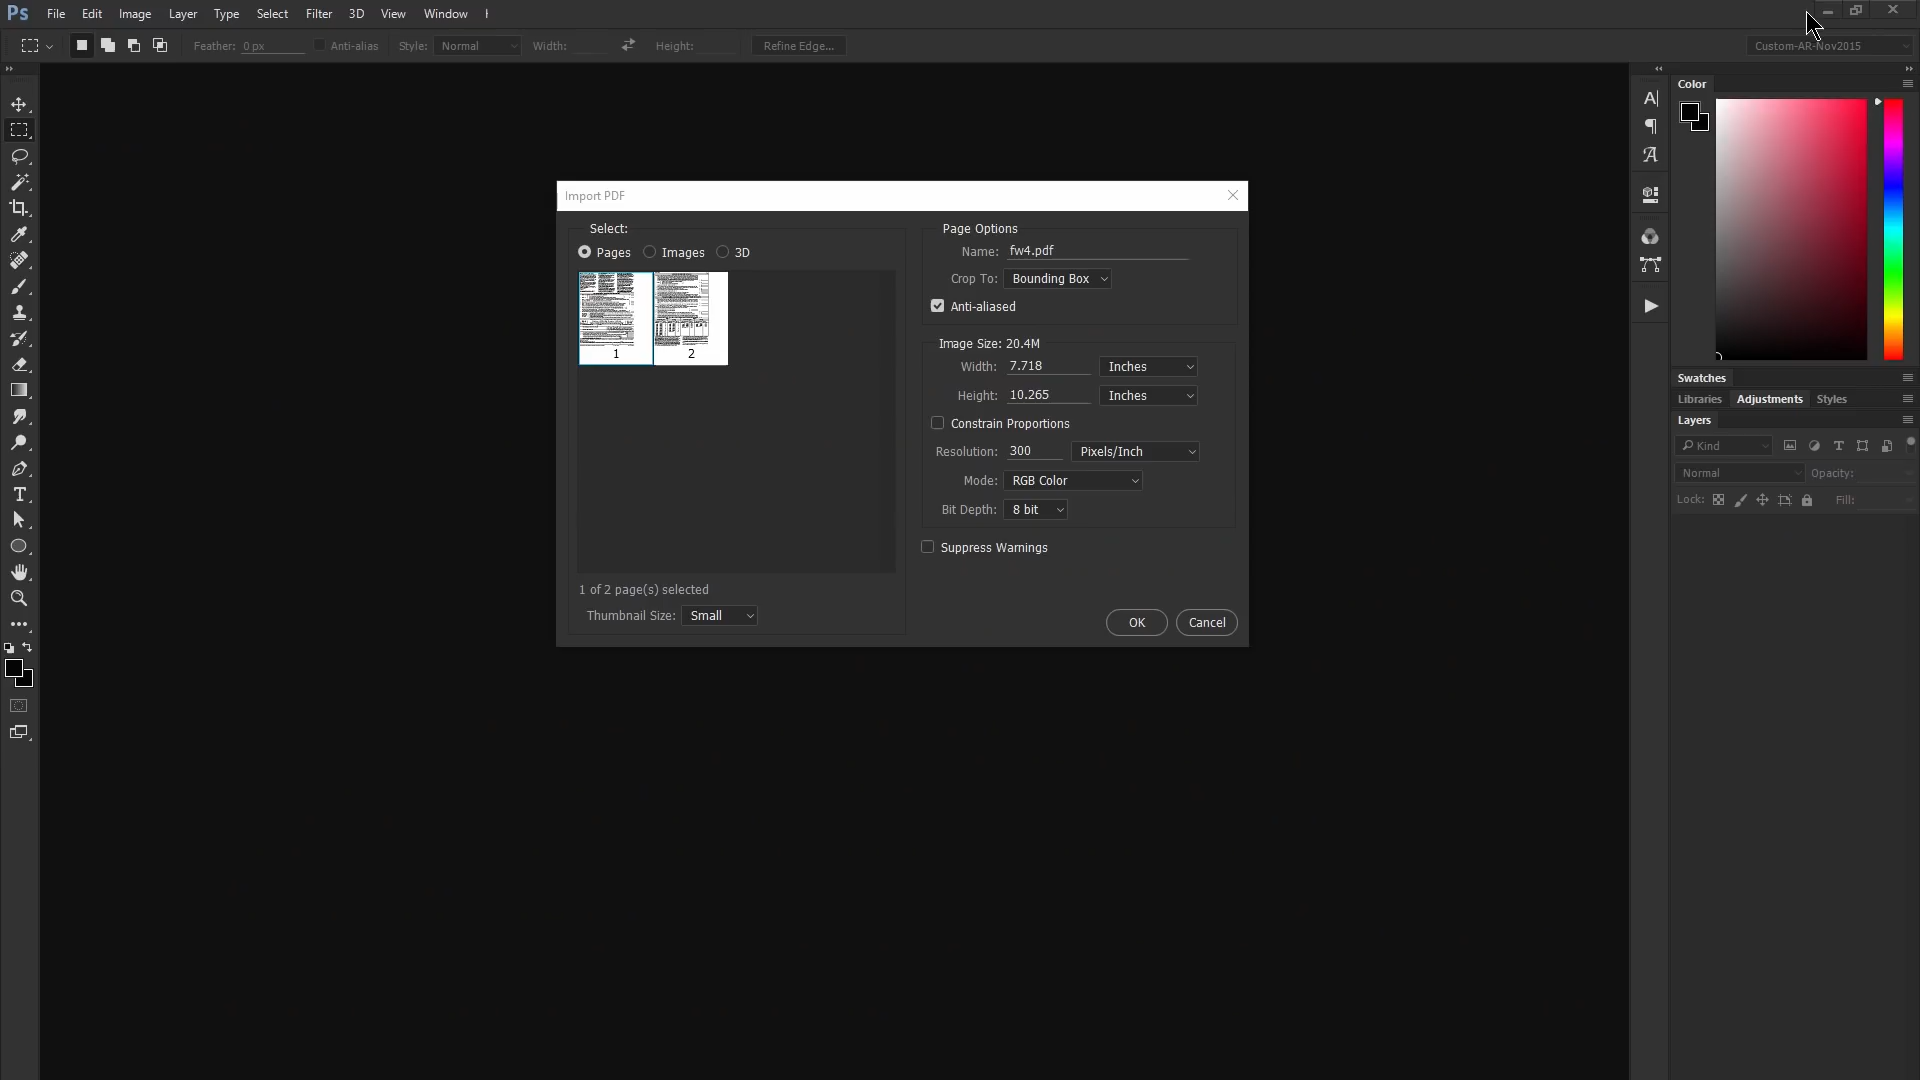 Ps File Edit Image Layer Type Select Filter 3D View Window
Feather: 0 px Anti-alias Style: Normal Width: Height: Refine Edge... Custom-AR-Nov2015
Color
Import PDF
Select:
Pages Images 3D
1 2
1 of 2 page(s) selected
Thumbnail Size: Small
Page Options
Name: fw4.pdf
Crop To: Bounding Box
Anti-aliased
Image Size: 20.4M
Width: 7.718 Inches
Height: 10.265 Inches
Constrain Proportions
Resolution: 300 Pixels/Inch
Mode: RGB Color
Bit Depth: 8 bit
Suppress Warnings
OK Cancel
Swatches
Libraries Adjustments Styles
Layers
Kind
Normal Opacity:
Lock: Fill: